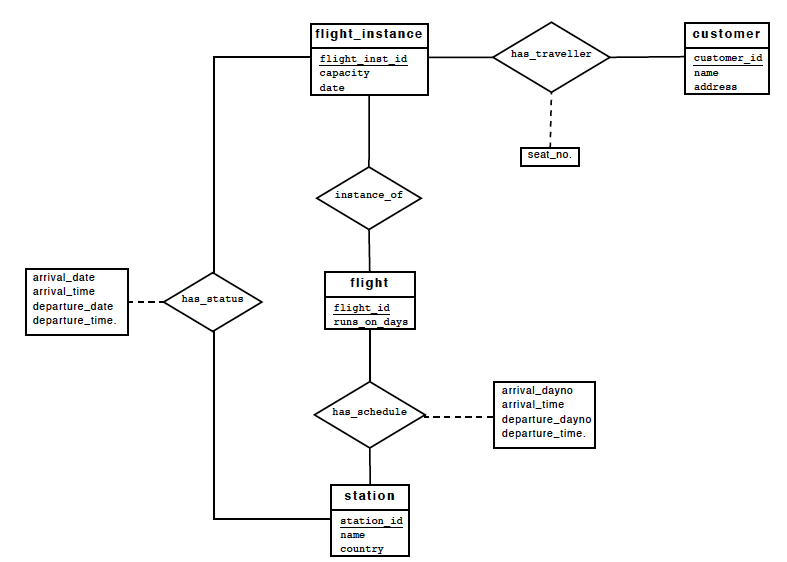 flight_instance
flight_inst_id
capacity
date
has_traveller
customer
customer_id
name
address
seat_no.
instance_of
arrival_date
arrival_time
departure_date
departure_time.
has_status
flight
flight_id
runs_on_days
has_schedule
arrival_dayno
arrival_time
departure_dayno
departure_time.
station
station_id
name
country